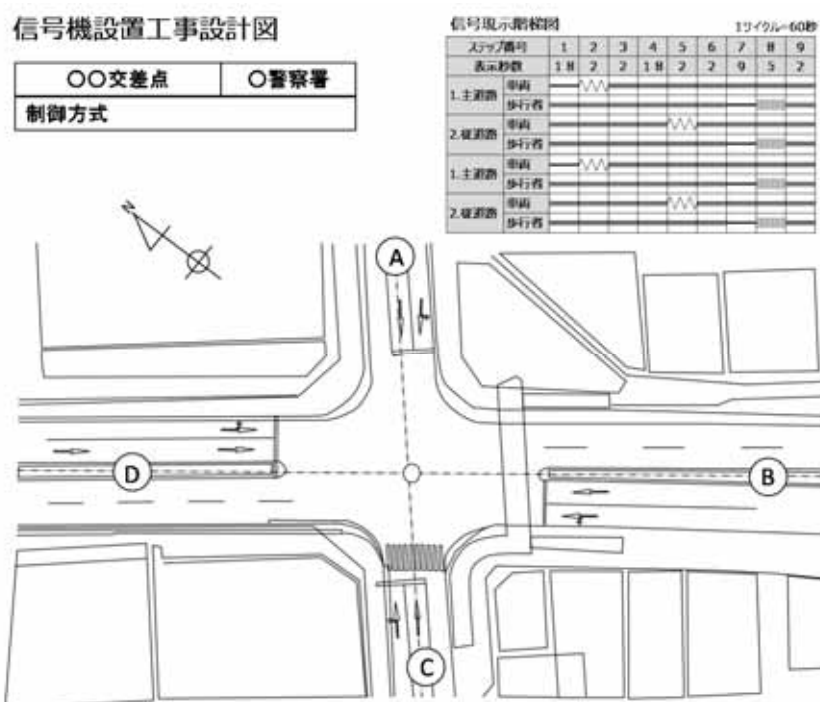 信号機設置工事設計図
〇〇交差点 〇警察署
制御方式
信号現示階梯図 1サイクル=60秒
ステップ番号 1 2 3 4 5 6 7 8 9
表示秒数 18 2 2 18 2 2 9 5 2
1.主道路 車両
歩行者
2.従道路 車両
歩行者
1.主道路 車両
歩行者
2.従道路 車両
歩行者
N
A
D
B
C